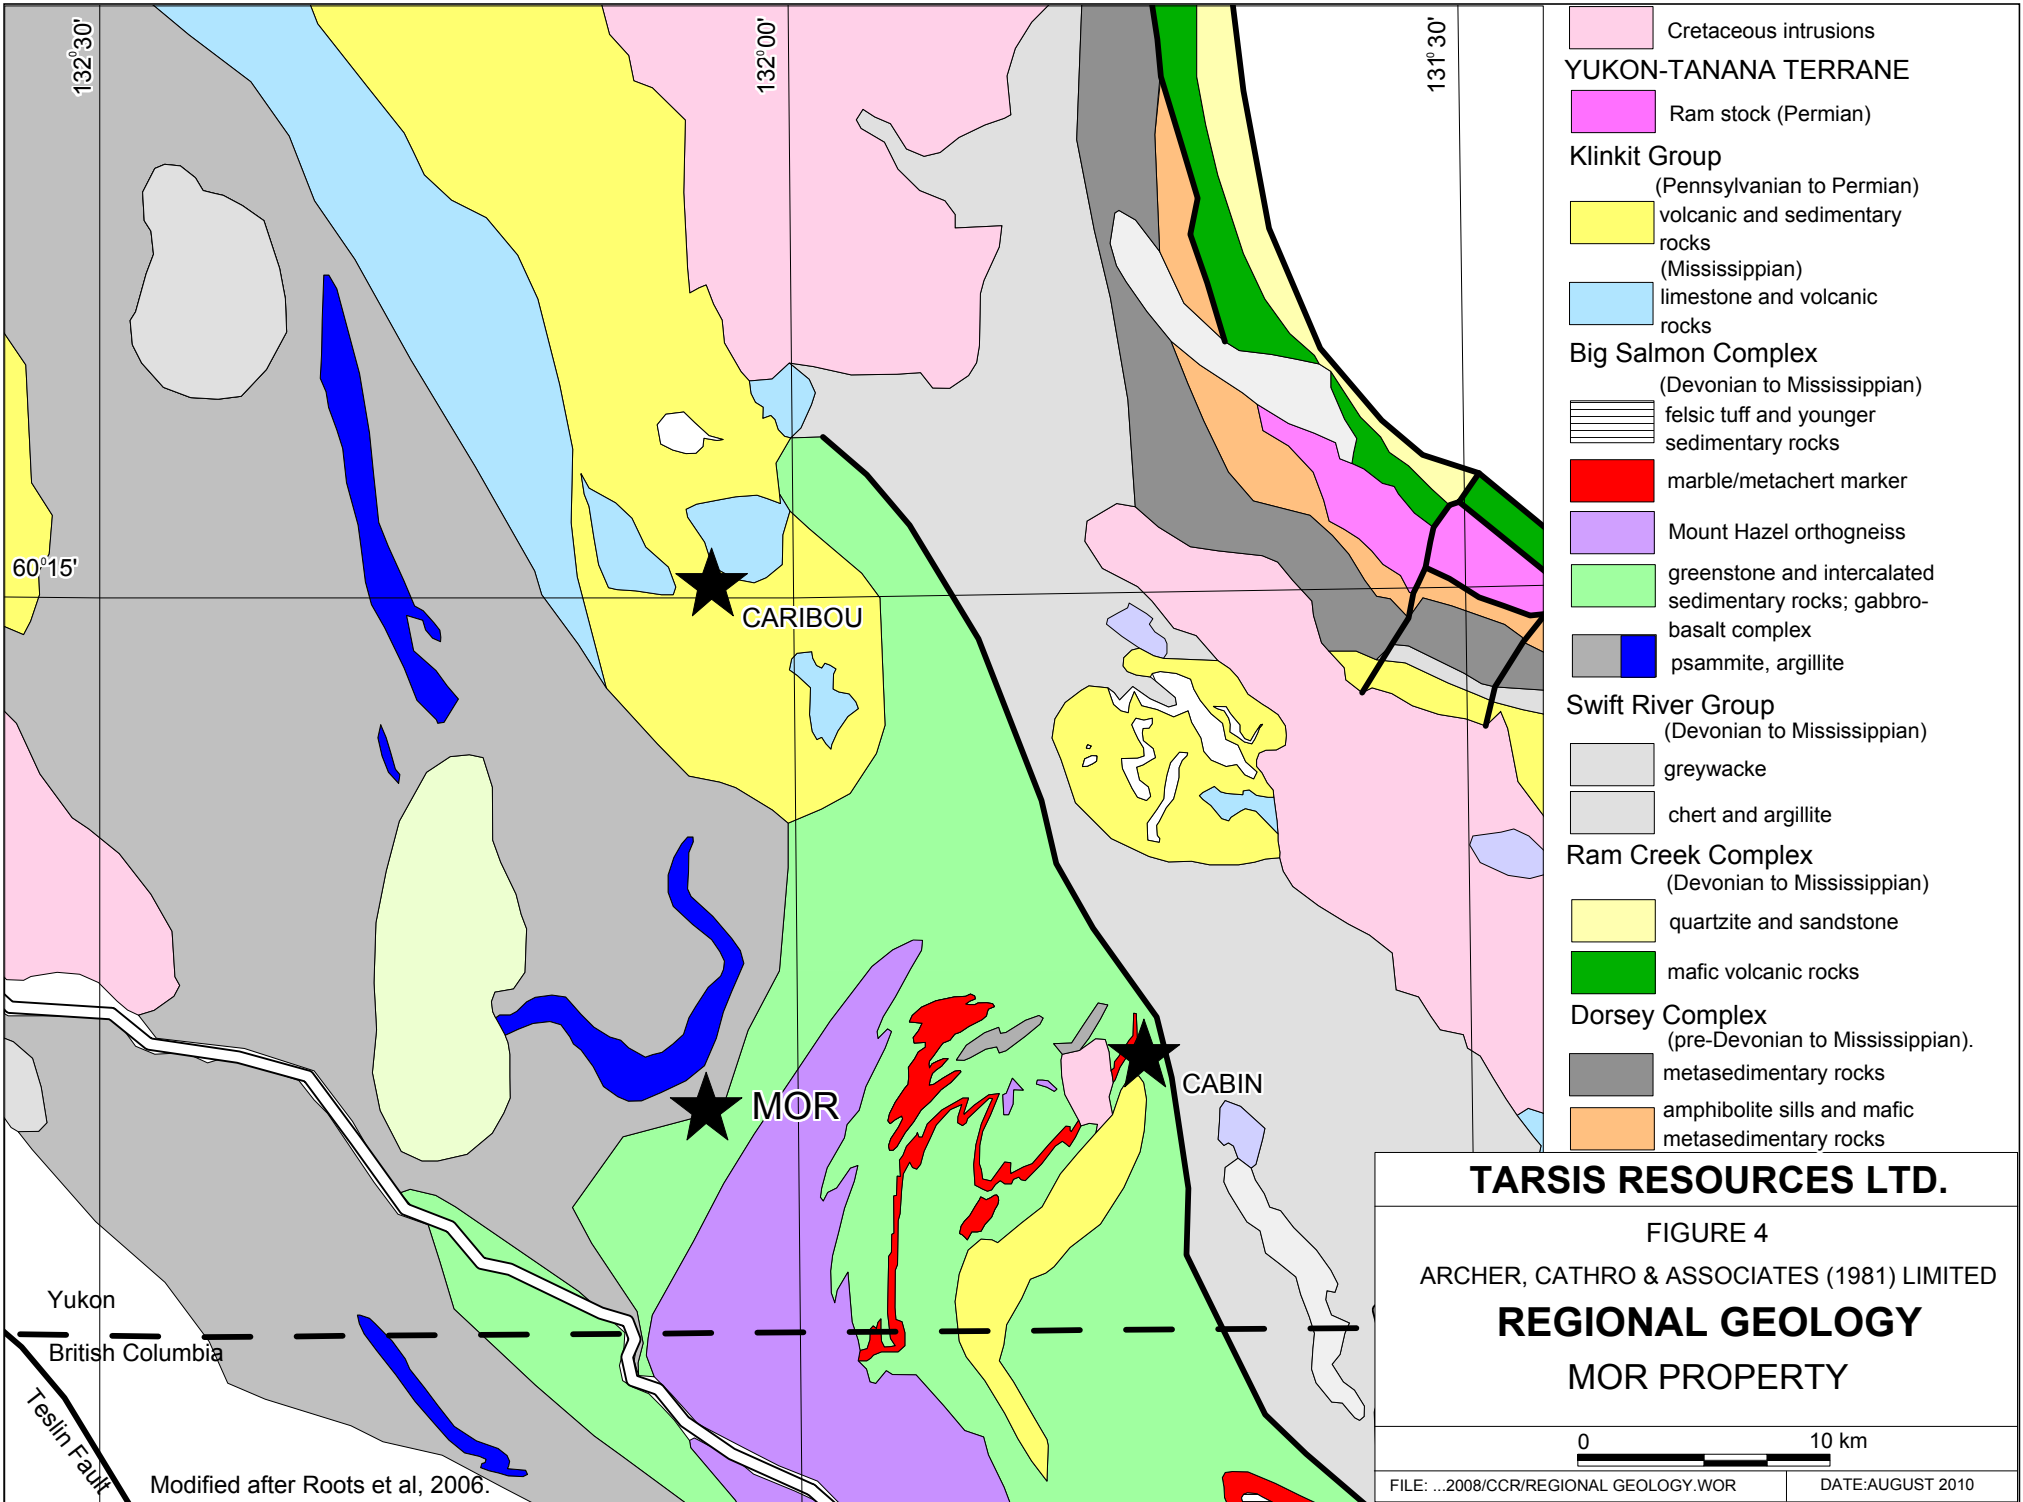 132°30'
132°00'
131°30'
60°15'
CARIBOU
MOR
CABIN
Yukon
British Columbia
Teslin Fault
Modified after Roots et al, 2006.
Cretaceous intrusions
YUKON-TANANA TERRANE
Ram stock (Permian)
Klinkit Group
(Pennsylvanian to Permian)
volcanic and sedimentary
rocks
(Mississippian)
limestone and volcanic
rocks
Big Salmon Complex
(Devonian to Mississippian)
felsic tuff and younger
sedimentary rocks
marble/metachert marker
Mount Hazel orthogneiss
greenstone and intercalated
sedimentary rocks; gabbro-
basalt complex
psammite, argillite
Swift River Group
(Devonian to Mississippian)
greywacke
chert and argillite
Ram Creek Complex
(Devonian to Mississippian)
quartzite and sandstone
mafic volcanic rocks
Dorsey Complex
(pre-Devonian to Mississippian).
metasedimentary rocks
amphibolite sills and mafic
metasedimentary rocks
TARSIS RESOURCES LTD.
FIGURE 4
ARCHER, CATHRO & ASSOCIATES (1981) LIMITED
REGIONAL GEOLOGY
MOR PROPERTY
0 10 km
FILE: ...2008/CCR/REGIONAL GEOLOGY.WOR
DATE:AUGUST 2010